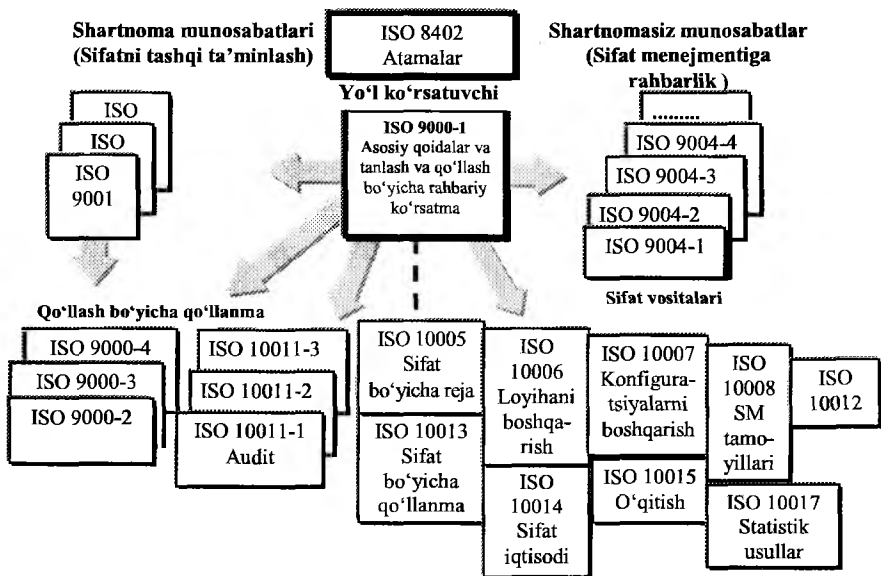 Shartnoma munosabatlari
(Sifatni tashqi ta’minlash)
ISO 8402
Atamalar
Shartnomasiz munosabatlar
(Sifat menejmentiga
rahbarlik )
Yo‘l ko‘rsatuvchi
ISO 9000-1
Asosiy qoidalar va
tanlash va qo‘llash
bo‘yicha rahbariy
ko‘rsatma
ISO
ISO
ISO
9001
..........
ISO 9004-4
ISO 9004-3
ISO 9004-2
ISO 9004-1
Sifat vositalari
Qo‘llash bo‘yicha qo‘llanma
ISO 9000-4
ISO 9000-3
ISO 9000-2
ISO 10011-3
ISO 10011-2
ISO 10011-1
Audit
ISO 10005
Sifat
bo‘yicha reja
ISO 10013
Sifat
bo‘yicha
qo‘llanma
ISO
10006
Loyihani
boshqa-
rish
ISO
10014
Sifat
iqtisodi
ISO 10007
Konfigura-
tsiyalarni
boshqarish
ISO 10015
O‘qitish
ISO
10008
SM
tamo-
yillari
ISO 10017
Statistik
usullar
ISO
10012